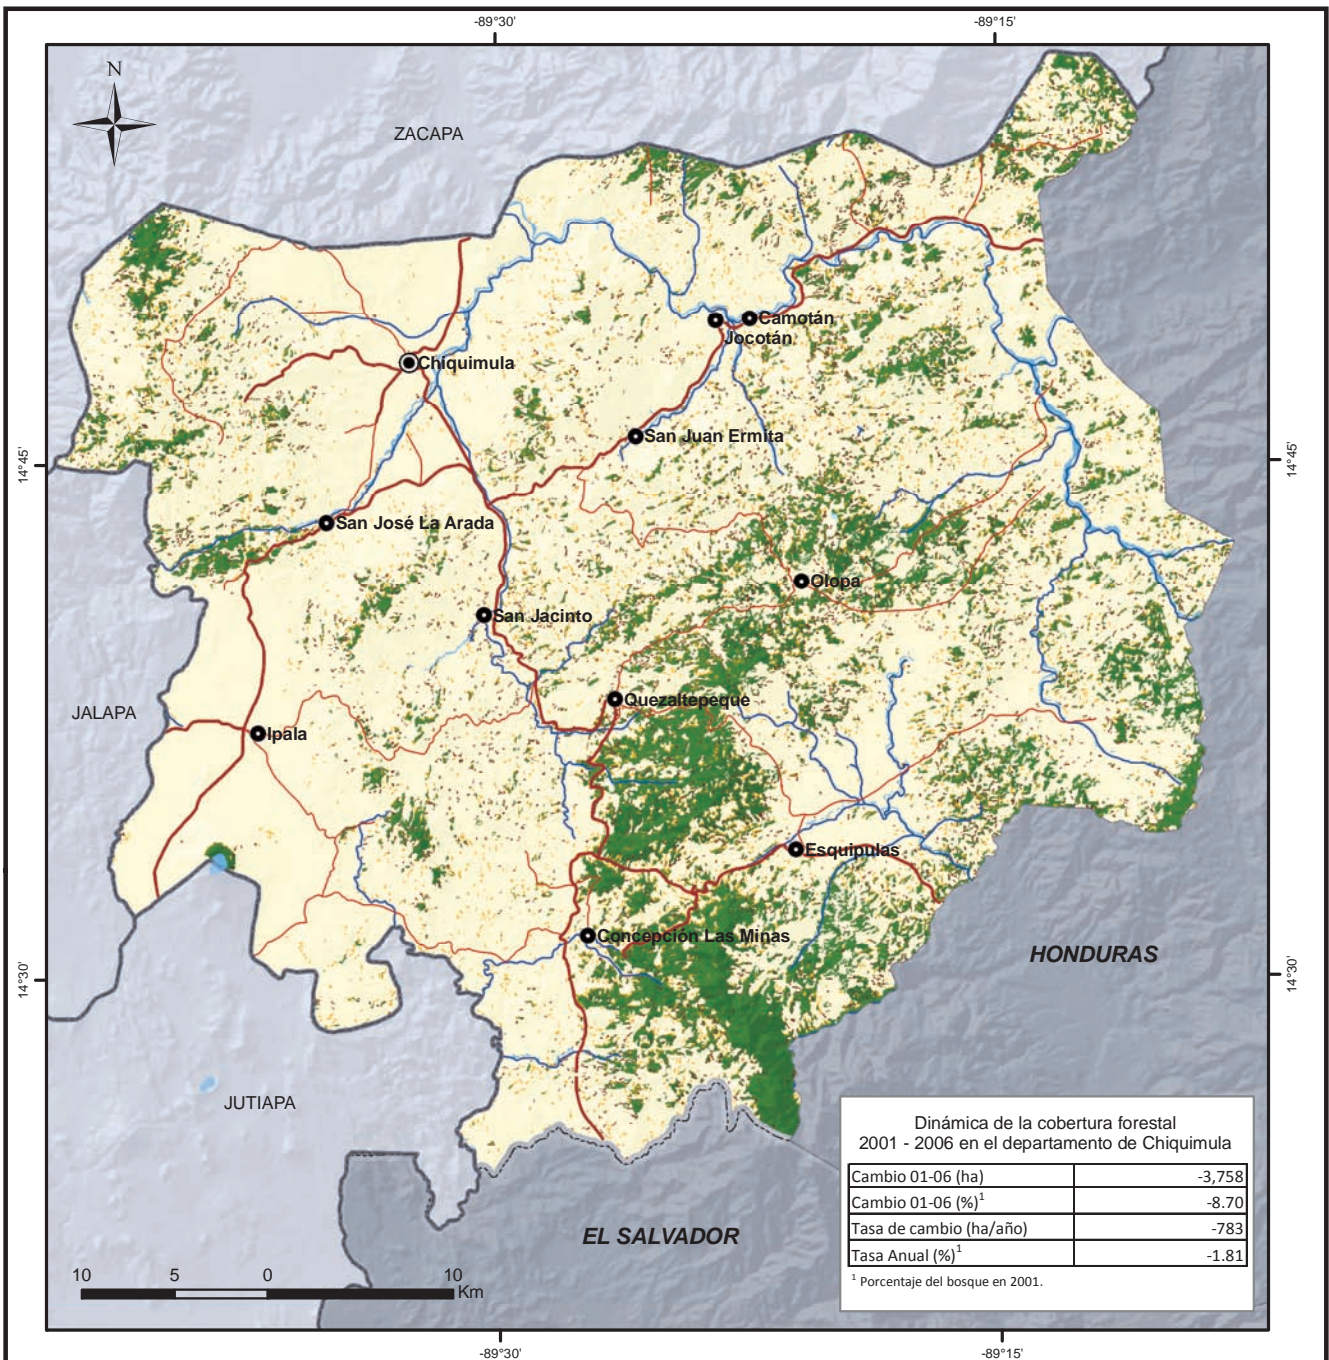 -89°30'
-89°15'
N
ZACAPA
Camotán
Jocotán
Chiquimula
San Juan Ermita
14°45'
14°45'
San José La Arada
Olopa
San Jacinto
Quezaltepeque
JALAPA
Ipala
Esquipulas
Concepción Las Minas
HONDURAS
14°30'
14°30'
JUTIAPA
EL SALVADOR
Dinámica de la cobertura forestal
2001 - 2006 en el departamento de Chiquimula
Cambio 01-06 (ha) -3,758
Cambio 01-06 (%)¹ -8.70
Tasa de cambio (ha/año) -783
Tasa Anual (%)¹ -1.81
¹ Porcentaje del bosque en 2001.
10 5 0 10
Km
-89°30'
-89°15'